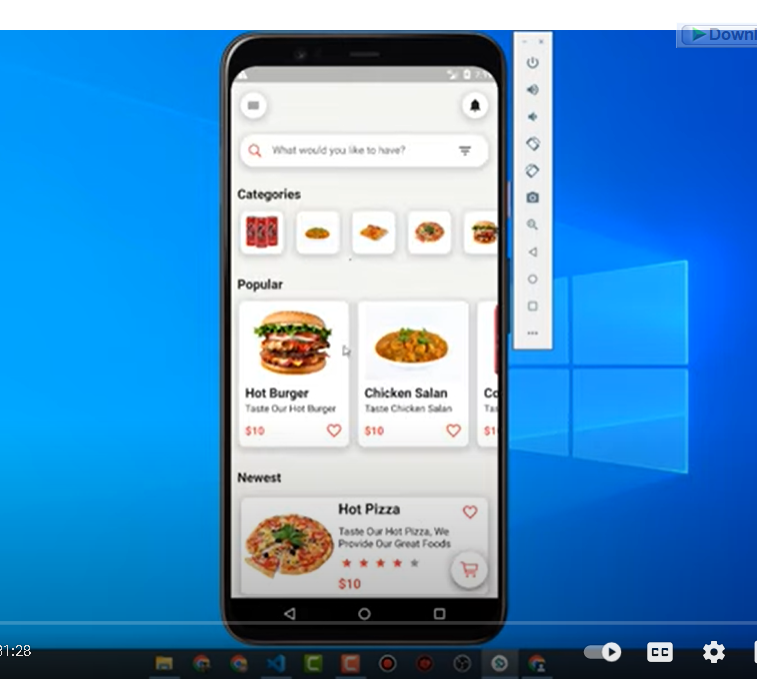 Downl
What would you like to have?
Categories
Popular
Hot Burger
Taste Our Hot Burger
$10
Chicken Salan
Taste Chicken Salan
$10
Co
Tas
$1
Newest
Hot Pizza
Taste Our Hot Pizza, We
Provide Our Great Foods
$10
31:28
CC